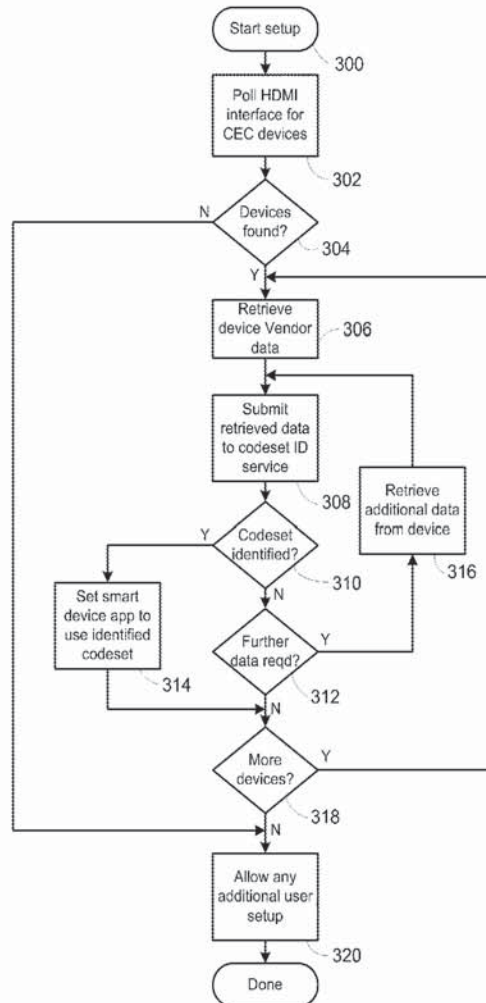 Start setup
300
Poll HDMI
interface for
CEC devices
302
N
Devices
found?
304
Y
Retrieve
device Vendor
data
306
Submit
retrieved data
to codeset ID
service
308
Retrieve
additional data
from device
316
Y
Codeset
identified?
310
N
Set smart
device app to
use identified
codeset
314
Further
data reqd?
Y
312
N
More
devices?
Y
318
N
Allow any
additional user
setup
320
Done